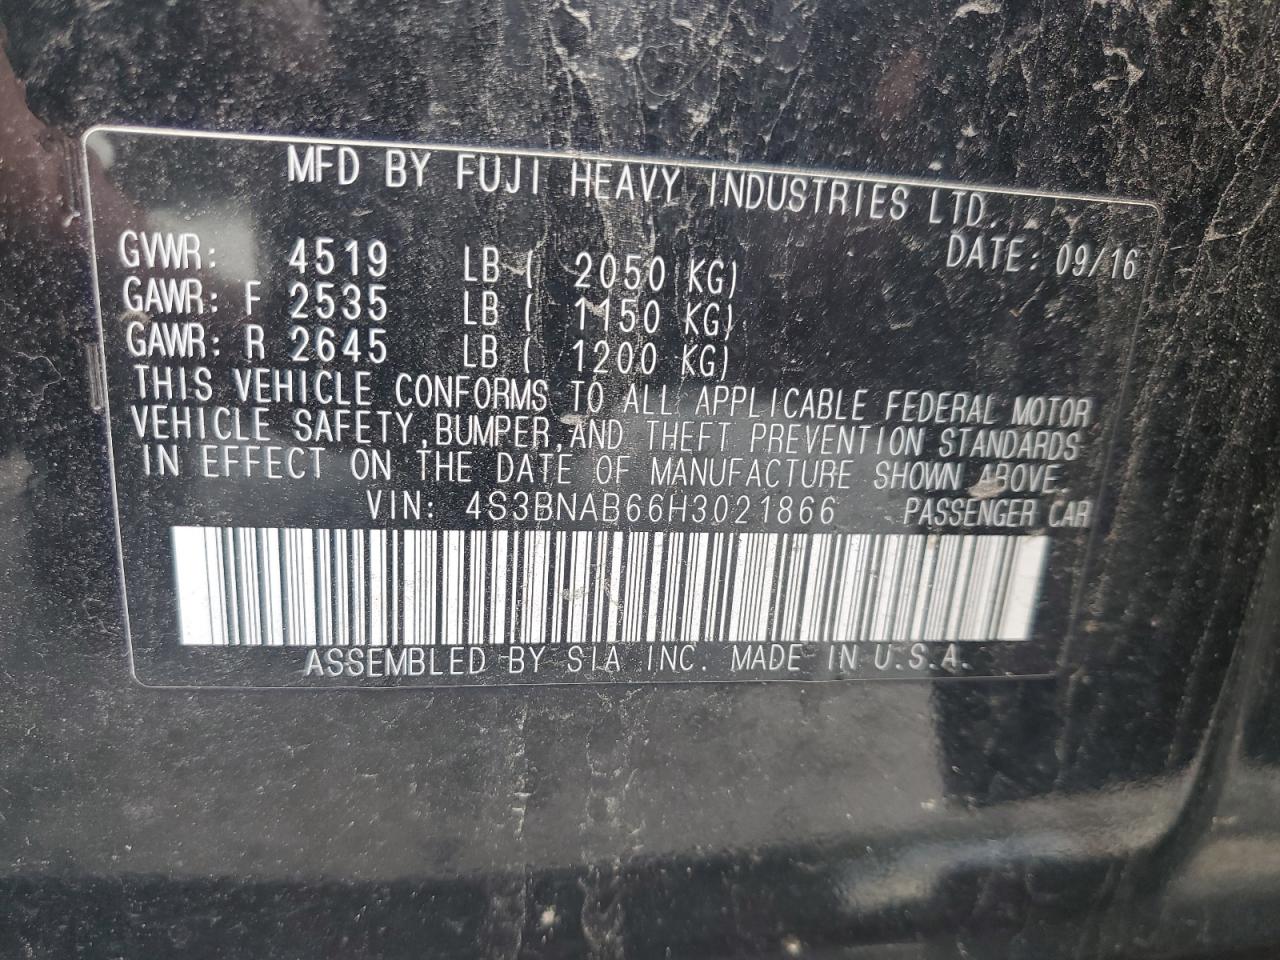 MFD BY FUJI HEAVY INDUSTRIES LTD.
DATE: 09/16
GVWR: 4519 LB ( 2050 KG)
GAWR: F 2535 LB ( 1150 KG)
GAWR: R 2645 LB ( 1200 KG)
THIS VEHICLE CONFORMS TO ALL APPLICABLE FEDERAL MOTOR
VEHICLE SAFETY, BUMPER, AND THEFT PREVENTION STANDARDS
IN EFFECT ON THE DATE OF MANUFACTURE SHOWN ABOVE.
VIN: 4S3BNAB66H3021866 PASSENGER CAR
ASSEMBLED BY SIA INC. MADE IN U.S.A.